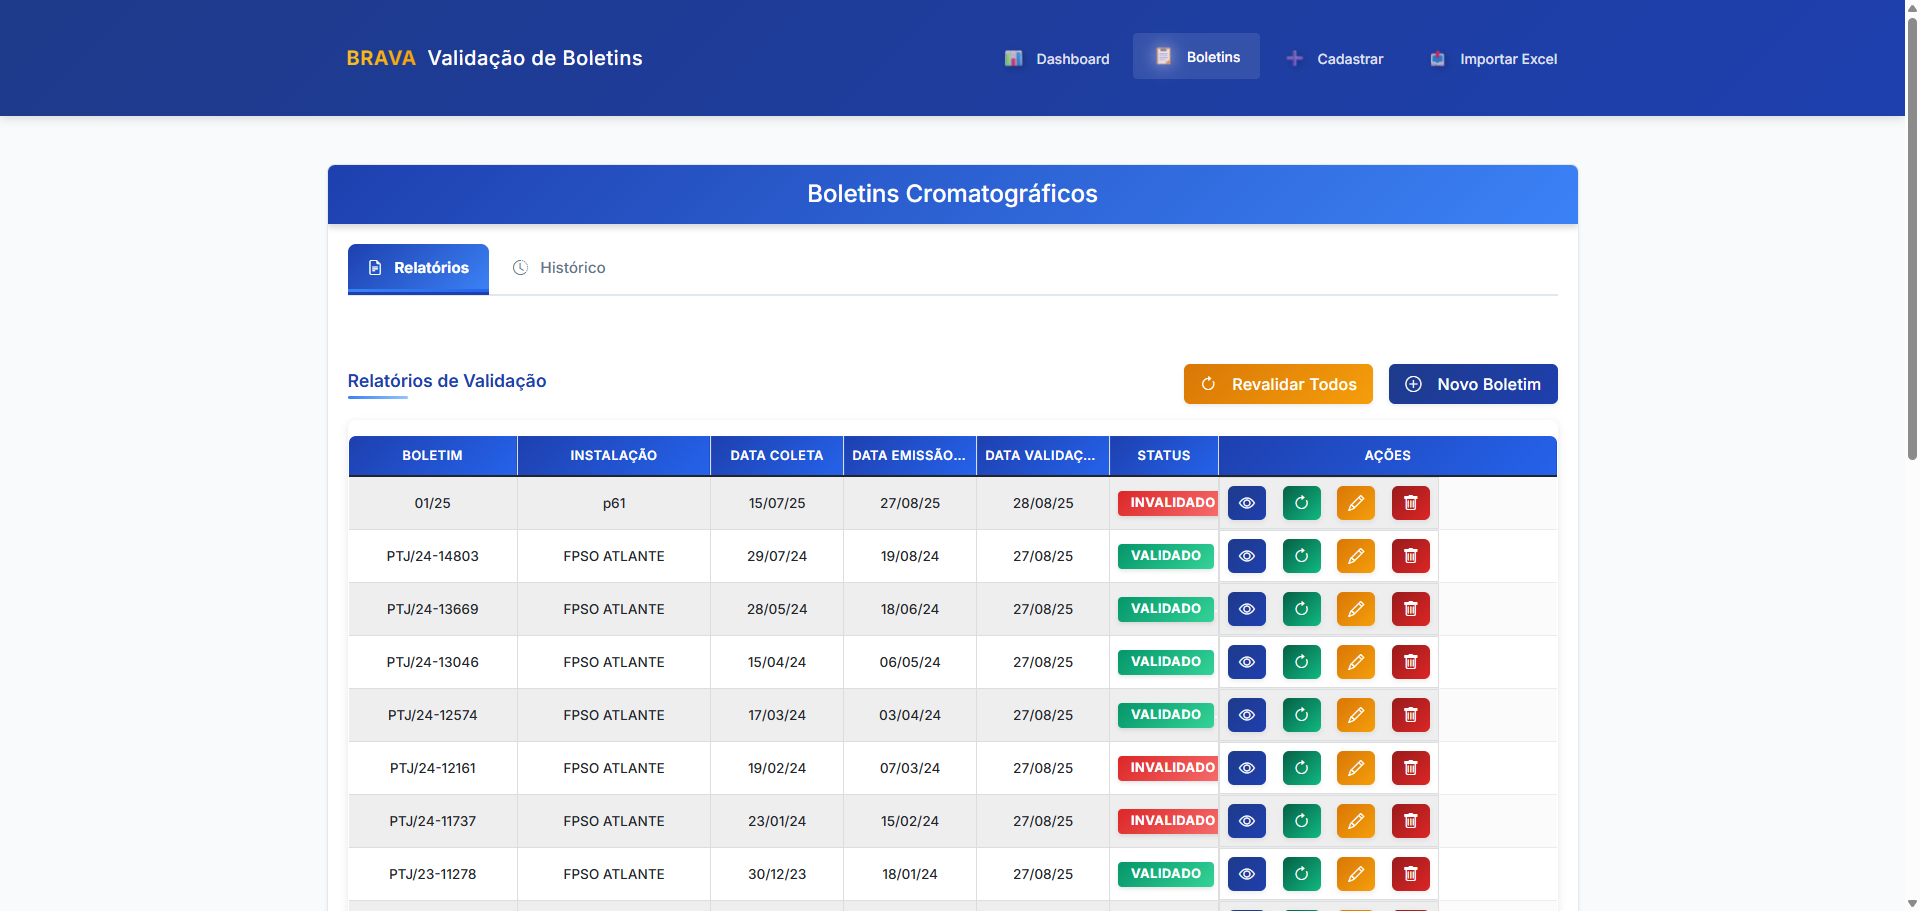 BRAVA Validação de Boletins
Dashboard Boletins Cadastrar Importar Excel
Boletins Cromatográficos
Relatórios Histórico
Relatórios de Validação Revalidar Todos Novo Boletim
BOLETIM INSTALAÇÃO DATA COLETA DATA EMISSÃO... DATA VALIDAÇ... STATUS AÇÕES
01/25 p61 15/07/25 27/08/25 28/08/25 INVALIDADO
PTJ/24-14803 FPSO ATLANTE 29/07/24 19/08/24 27/08/25 VALIDADO
PTJ/24-13669 FPSO ATLANTE 28/05/24 18/06/24 27/08/25 VALIDADO
PTJ/24-13046 FPSO ATLANTE 15/04/24 06/05/24 27/08/25 VALIDADO
PTJ/24-12574 FPSO ATLANTE 17/03/24 03/04/24 27/08/25 VALIDADO
PTJ/24-12161 FPSO ATLANTE 19/02/24 07/03/24 27/08/25 INVALIDADO
PTJ/24-11737 FPSO ATLANTE 23/01/24 15/02/24 27/08/25 INVALIDADO
PTJ/23-11278 FPSO ATLANTE 30/12/23 18/01/24 27/08/25 VALIDADO